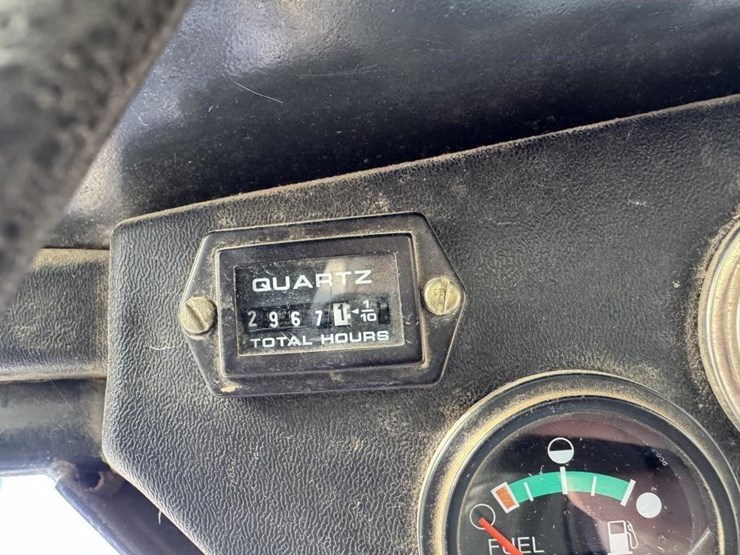 QUARTZ
2 9 6 7 1 ◄ 1/10
TOTAL HOURS
FUEL